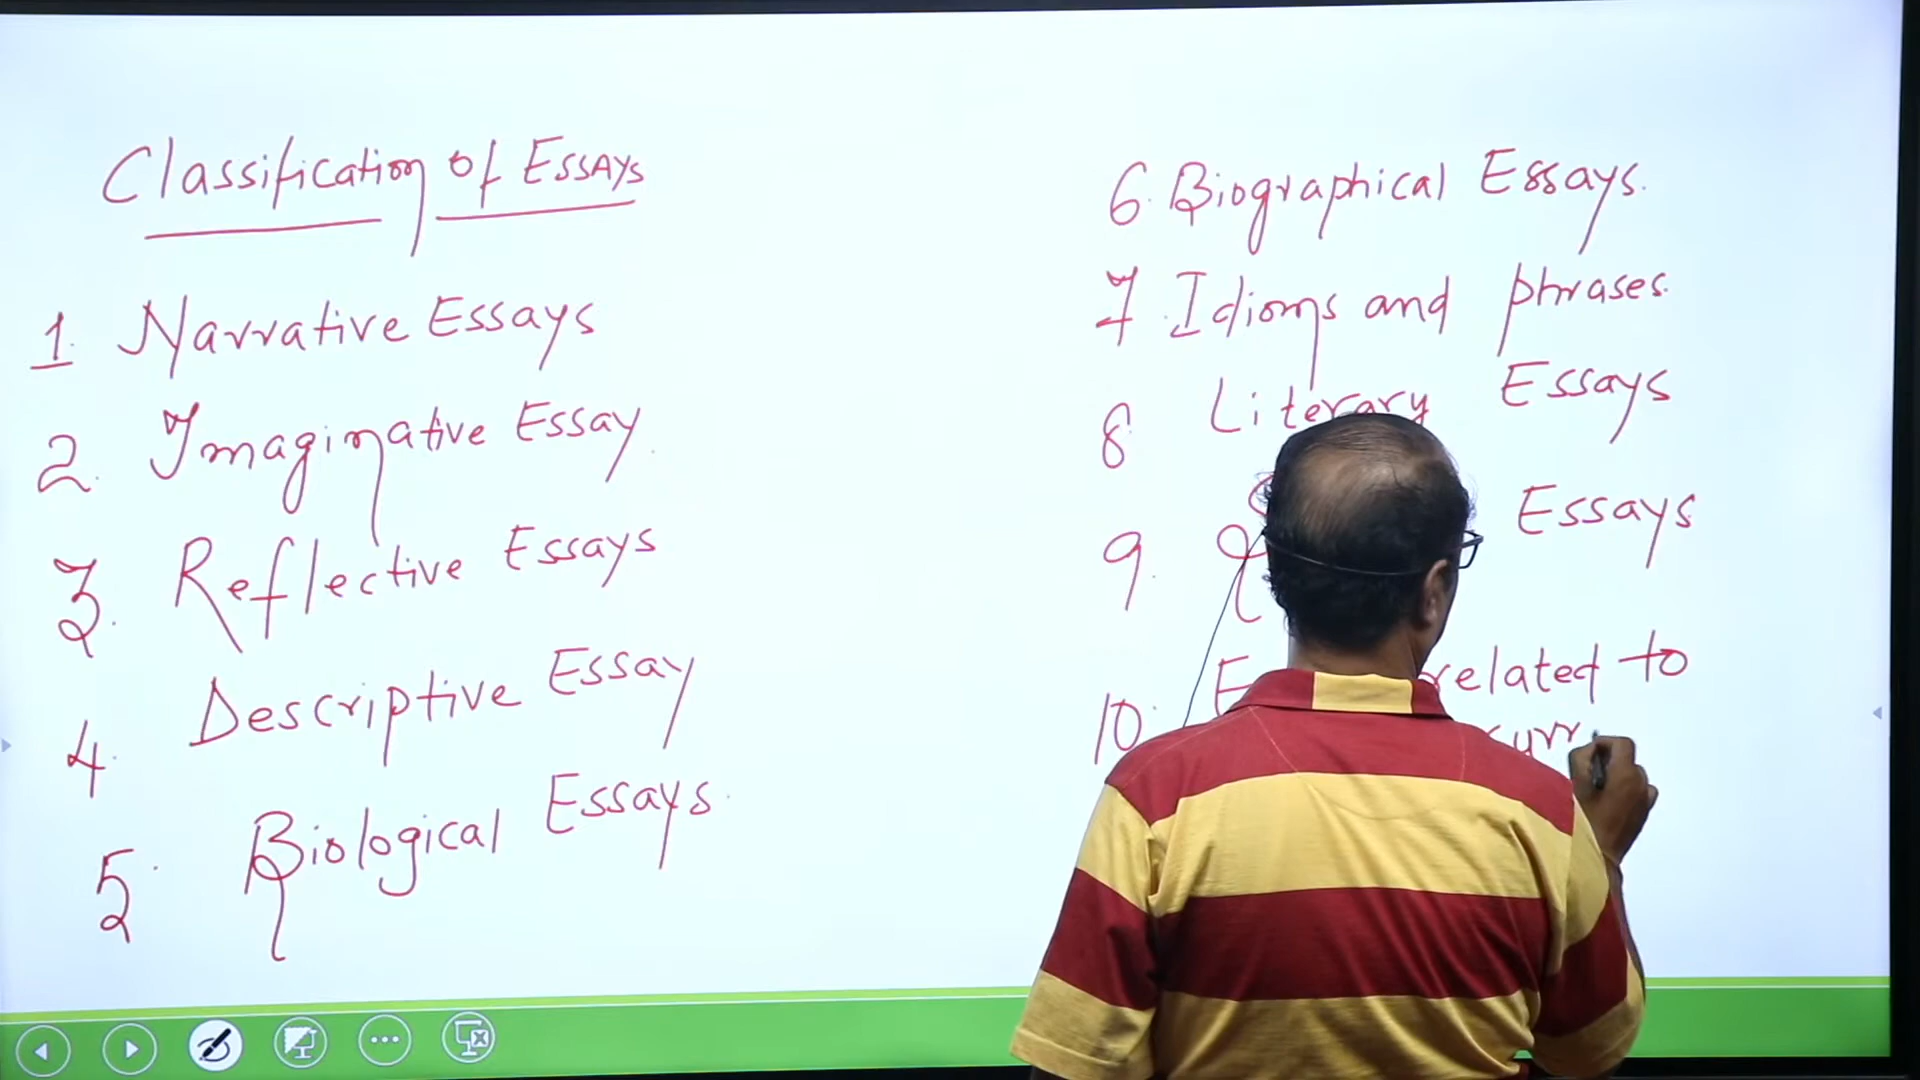 Classification of ESSAYS
1. Narrative Essays
2. Imaginative Essay.
3. Reflective Essays
4. Descriptive Essay
5. Biological Essays.
6. Biographical Essays.
7. Idioms and phrases.
8 Literary Essays
9. Essays
10. related to